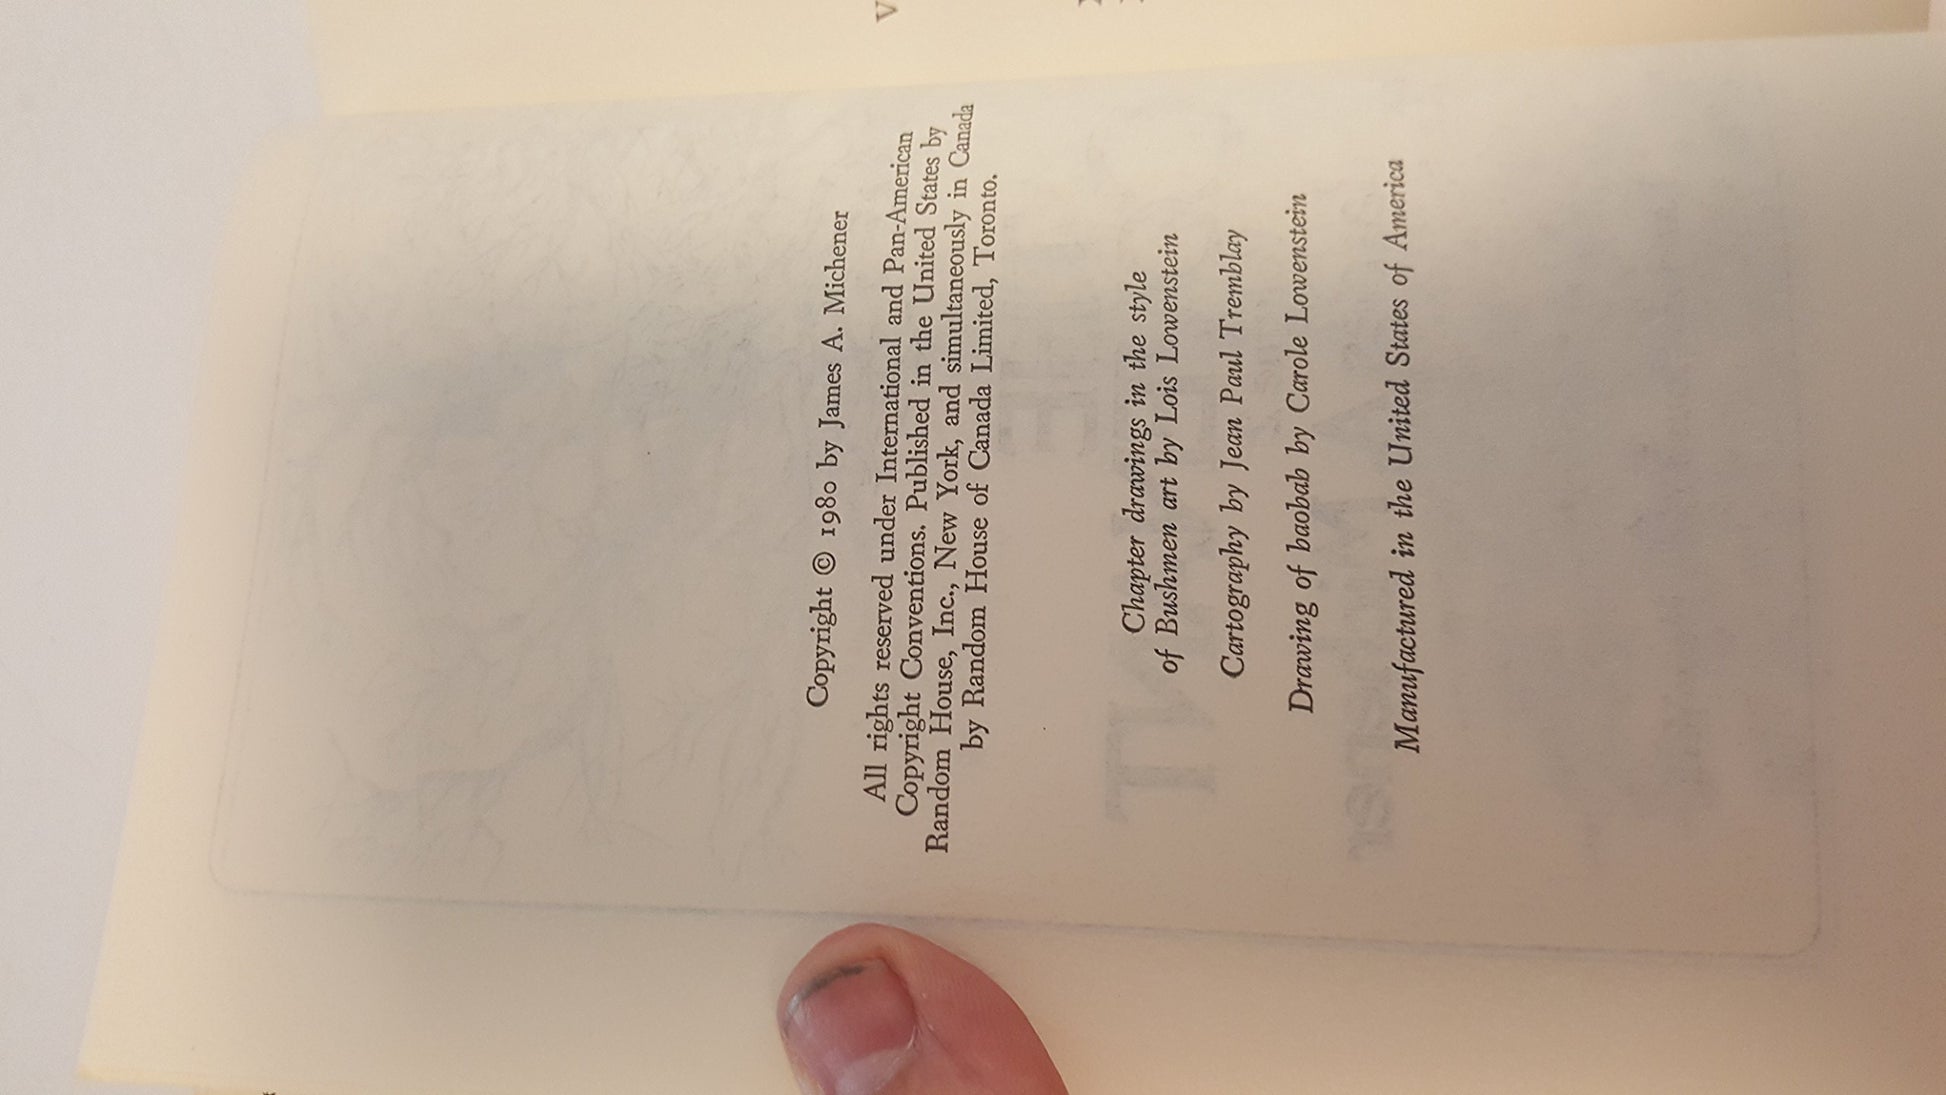 Copyright © 1980 by James A. Michener
All rights reserved under International and Pan-American
Copyright Conventions. Published in the United States by
Random House, Inc., New York, and simultaneously in Canada
by Random House of Canada Limited, Toronto.
Chapter drawings in the style
of Bushmen art by Lois Lowenstein
Cartography by Jean Paul Tremblay
Drawing of baobab by Carole Lowenstein
Manufactured in the United States of America